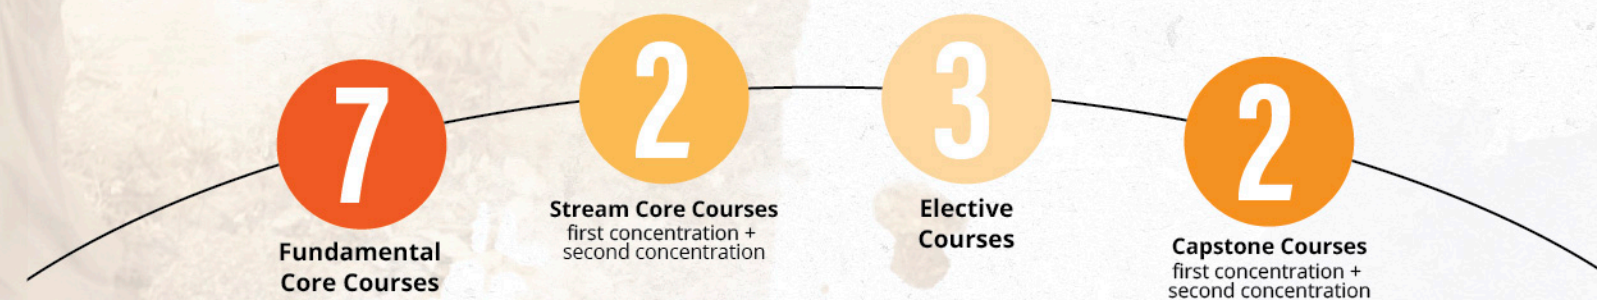 7
Fundamental
Core Courses
2
Stream Core Courses
first concentration +
second concentration
3
Elective
Courses
2
Capstone Courses
first concentration +
second concentration